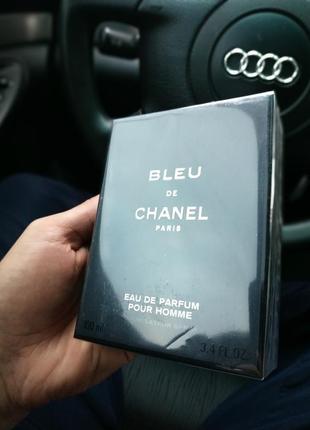 BLEU
DE
CHANEL
PARIS
EAU DE PARFUM
POUR HOMME
100 ml
3.4 FL.OZ